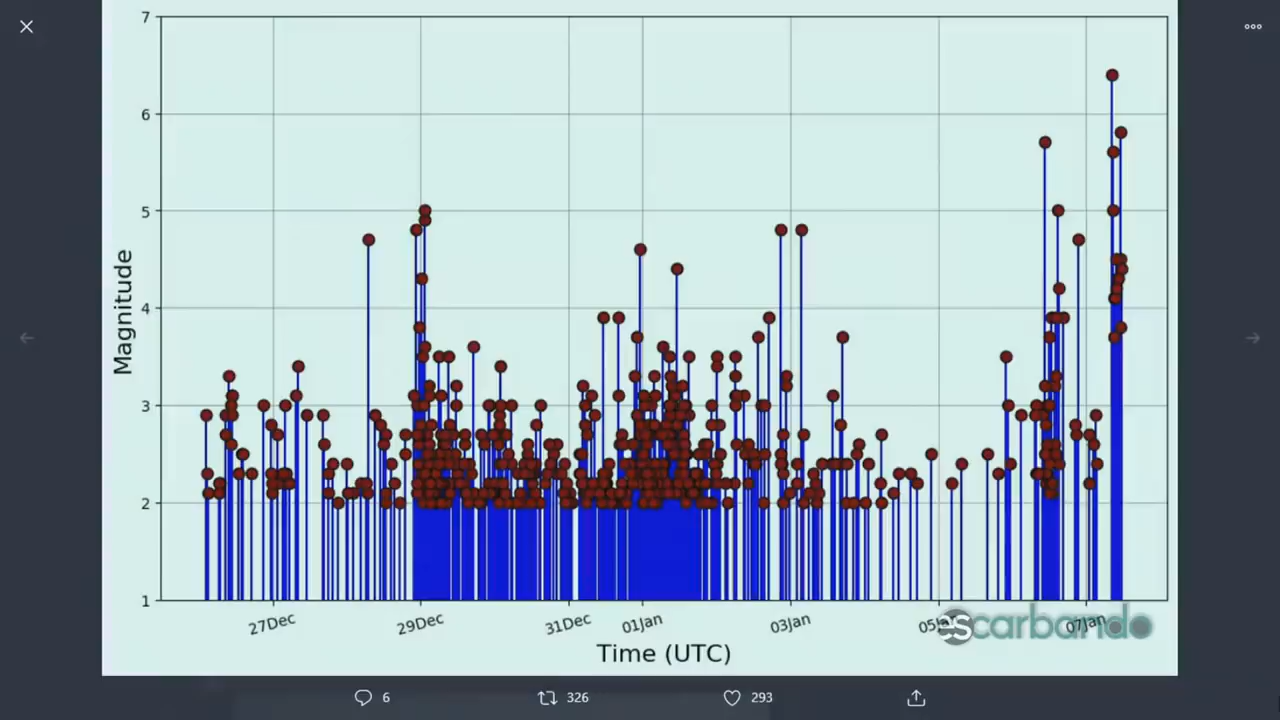 7
6
5
4
3
2
1
Magnitude
27Dec
29Dec
31Dec
01Jan
03Jan
05Jan
07Jan
escarbando
Time (UTC)
6
326
293